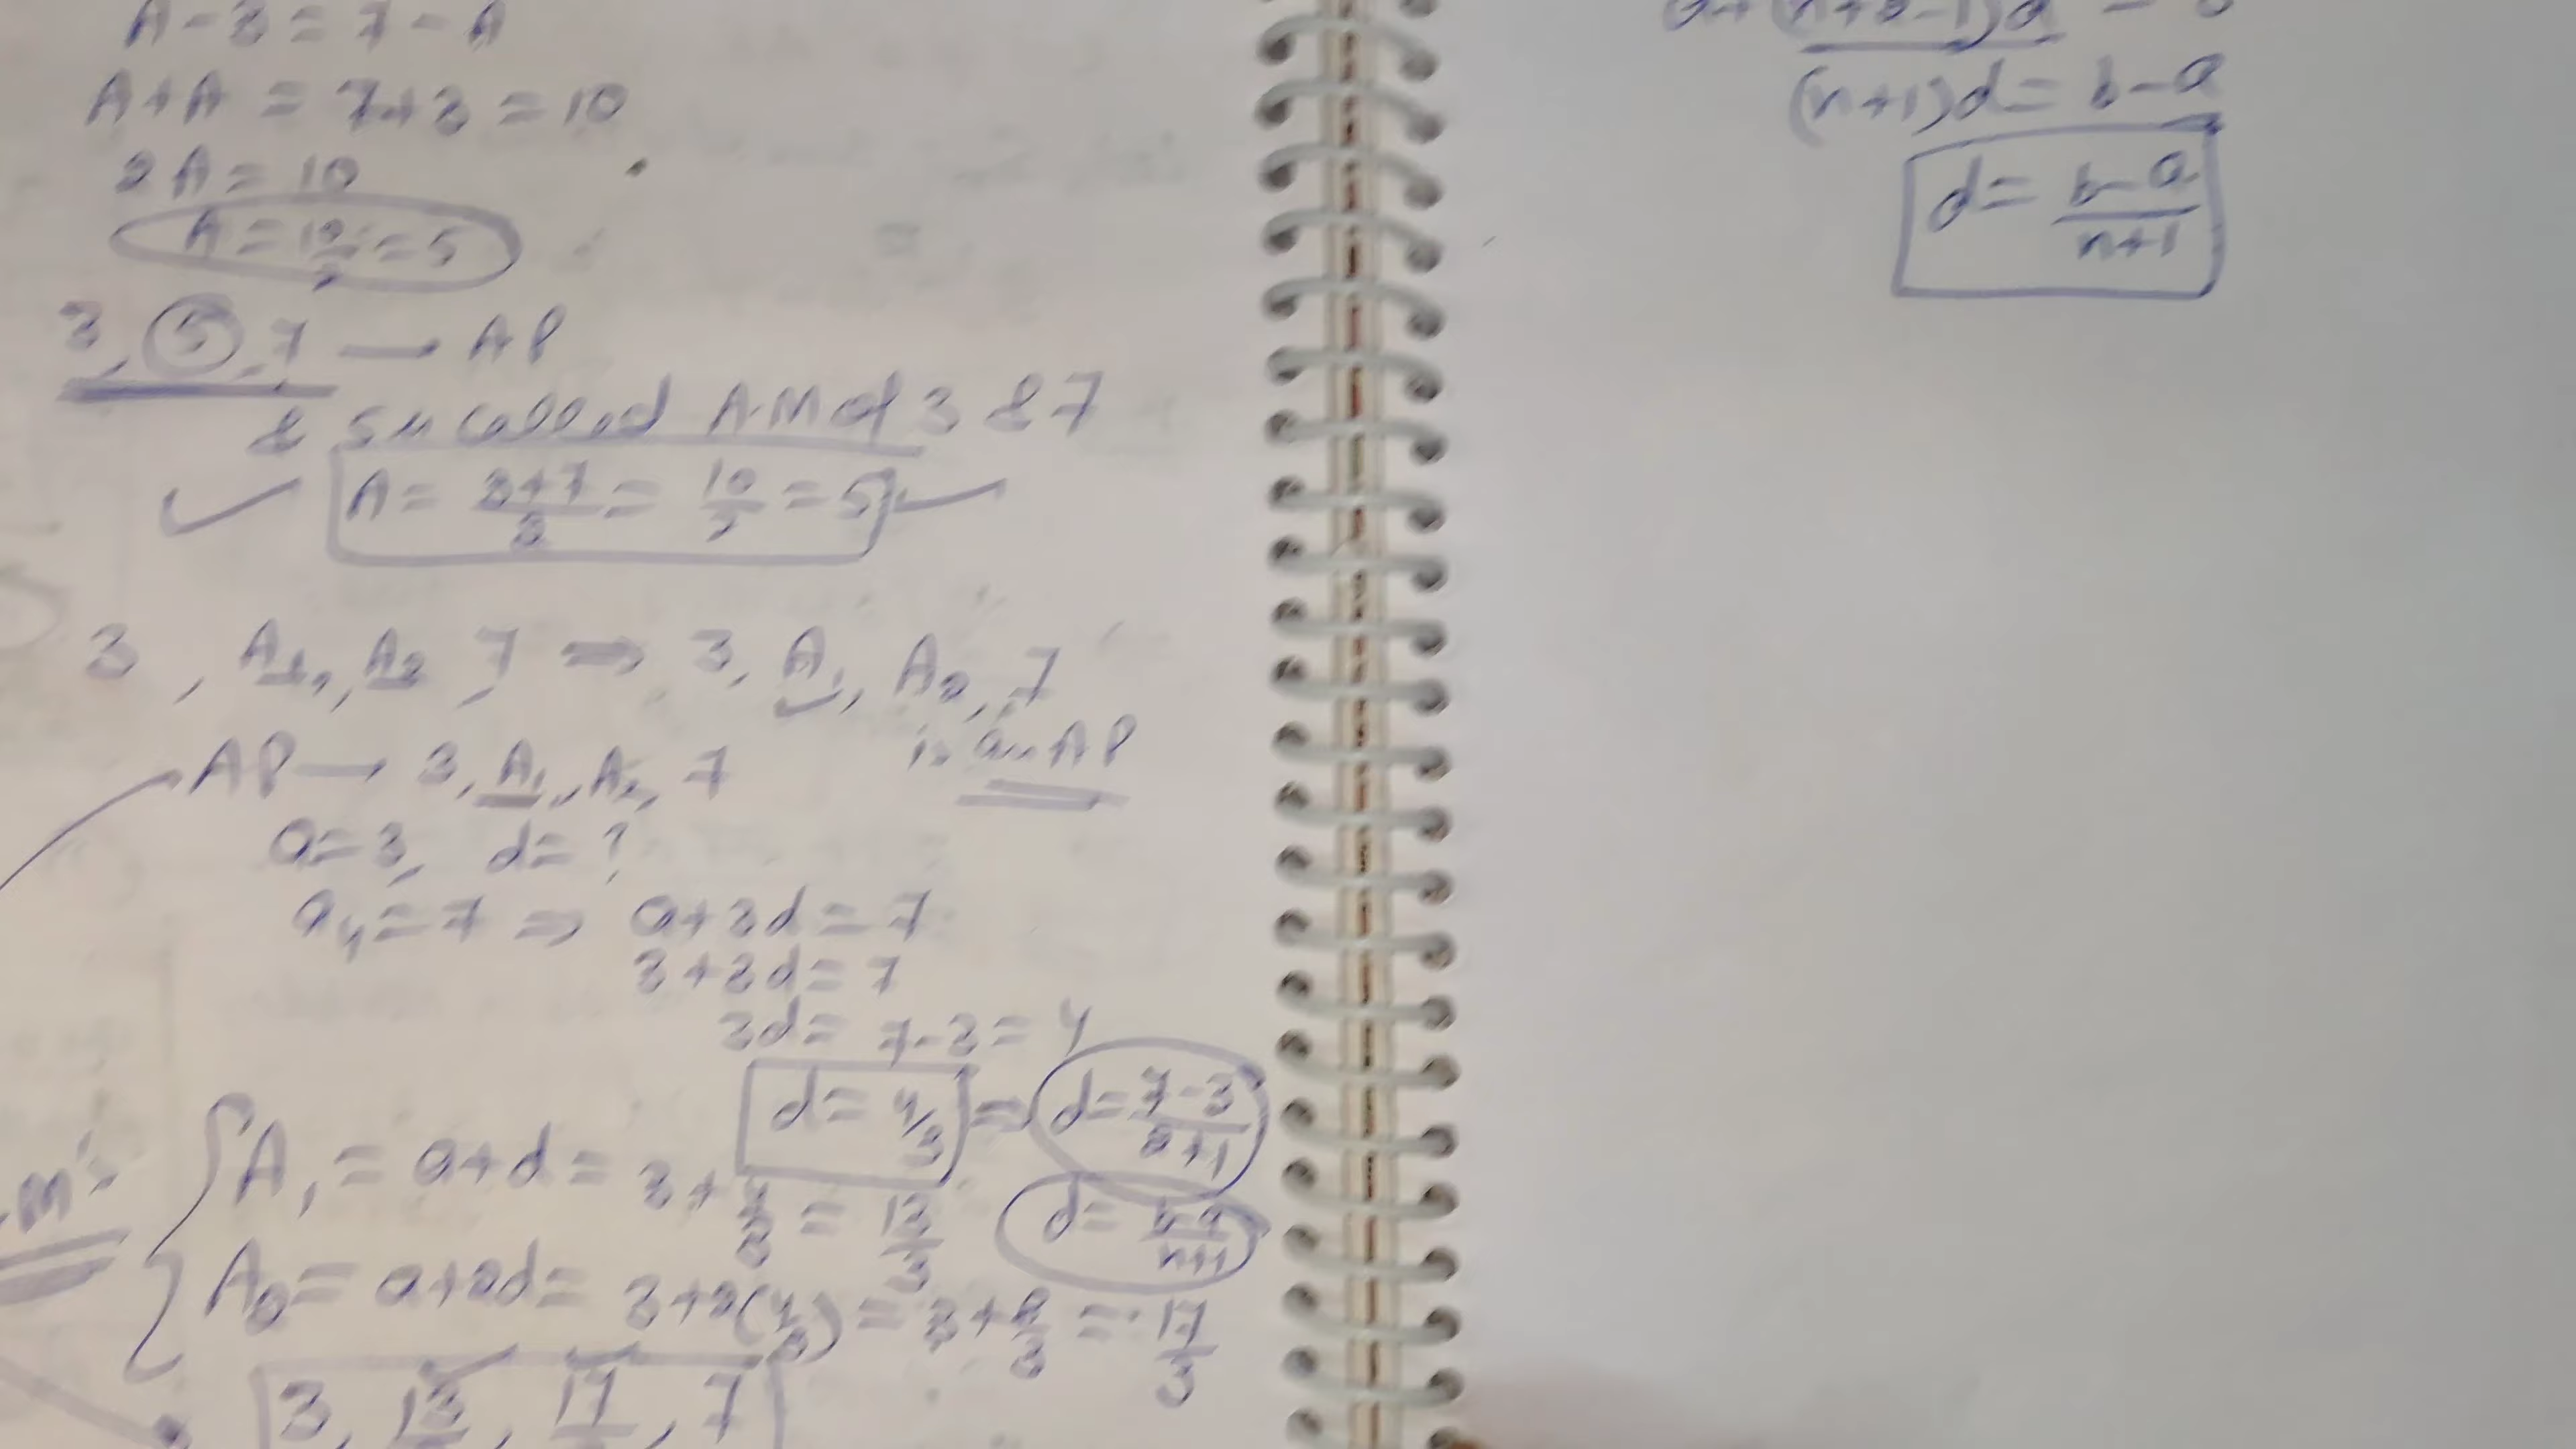 A - 3 = 7 - A
A+A = 7+3 = 10
2A = 10
A = 10/2 = 5
3, 5, 7 → AP
& 5 is called A.M of 3 & 7
A = (3+7)/2 = 10/2 = 5
3, A1, A2, 7 ⇒ 3, A1, A2, 7
is an AP
AP → 3, A1, A2, 7
a=3, d=?
a4=7 ⇒ a+3d=7
3+3d=7
3d= 7-3= 4
d= 4/3 ⇒ d= (7-3)/(2+1)
d= (b-a)/(n+1)
A.M's
A1 = a+d = 3+4/3 = 13/3
A2 = a+2d = 3+2(4/3) = 3+8/3 = 17/3
3, 13, 17, 7
a+(n+2-1)d = b
(n+1)d = b-a
d = (b-a)/(n+1)